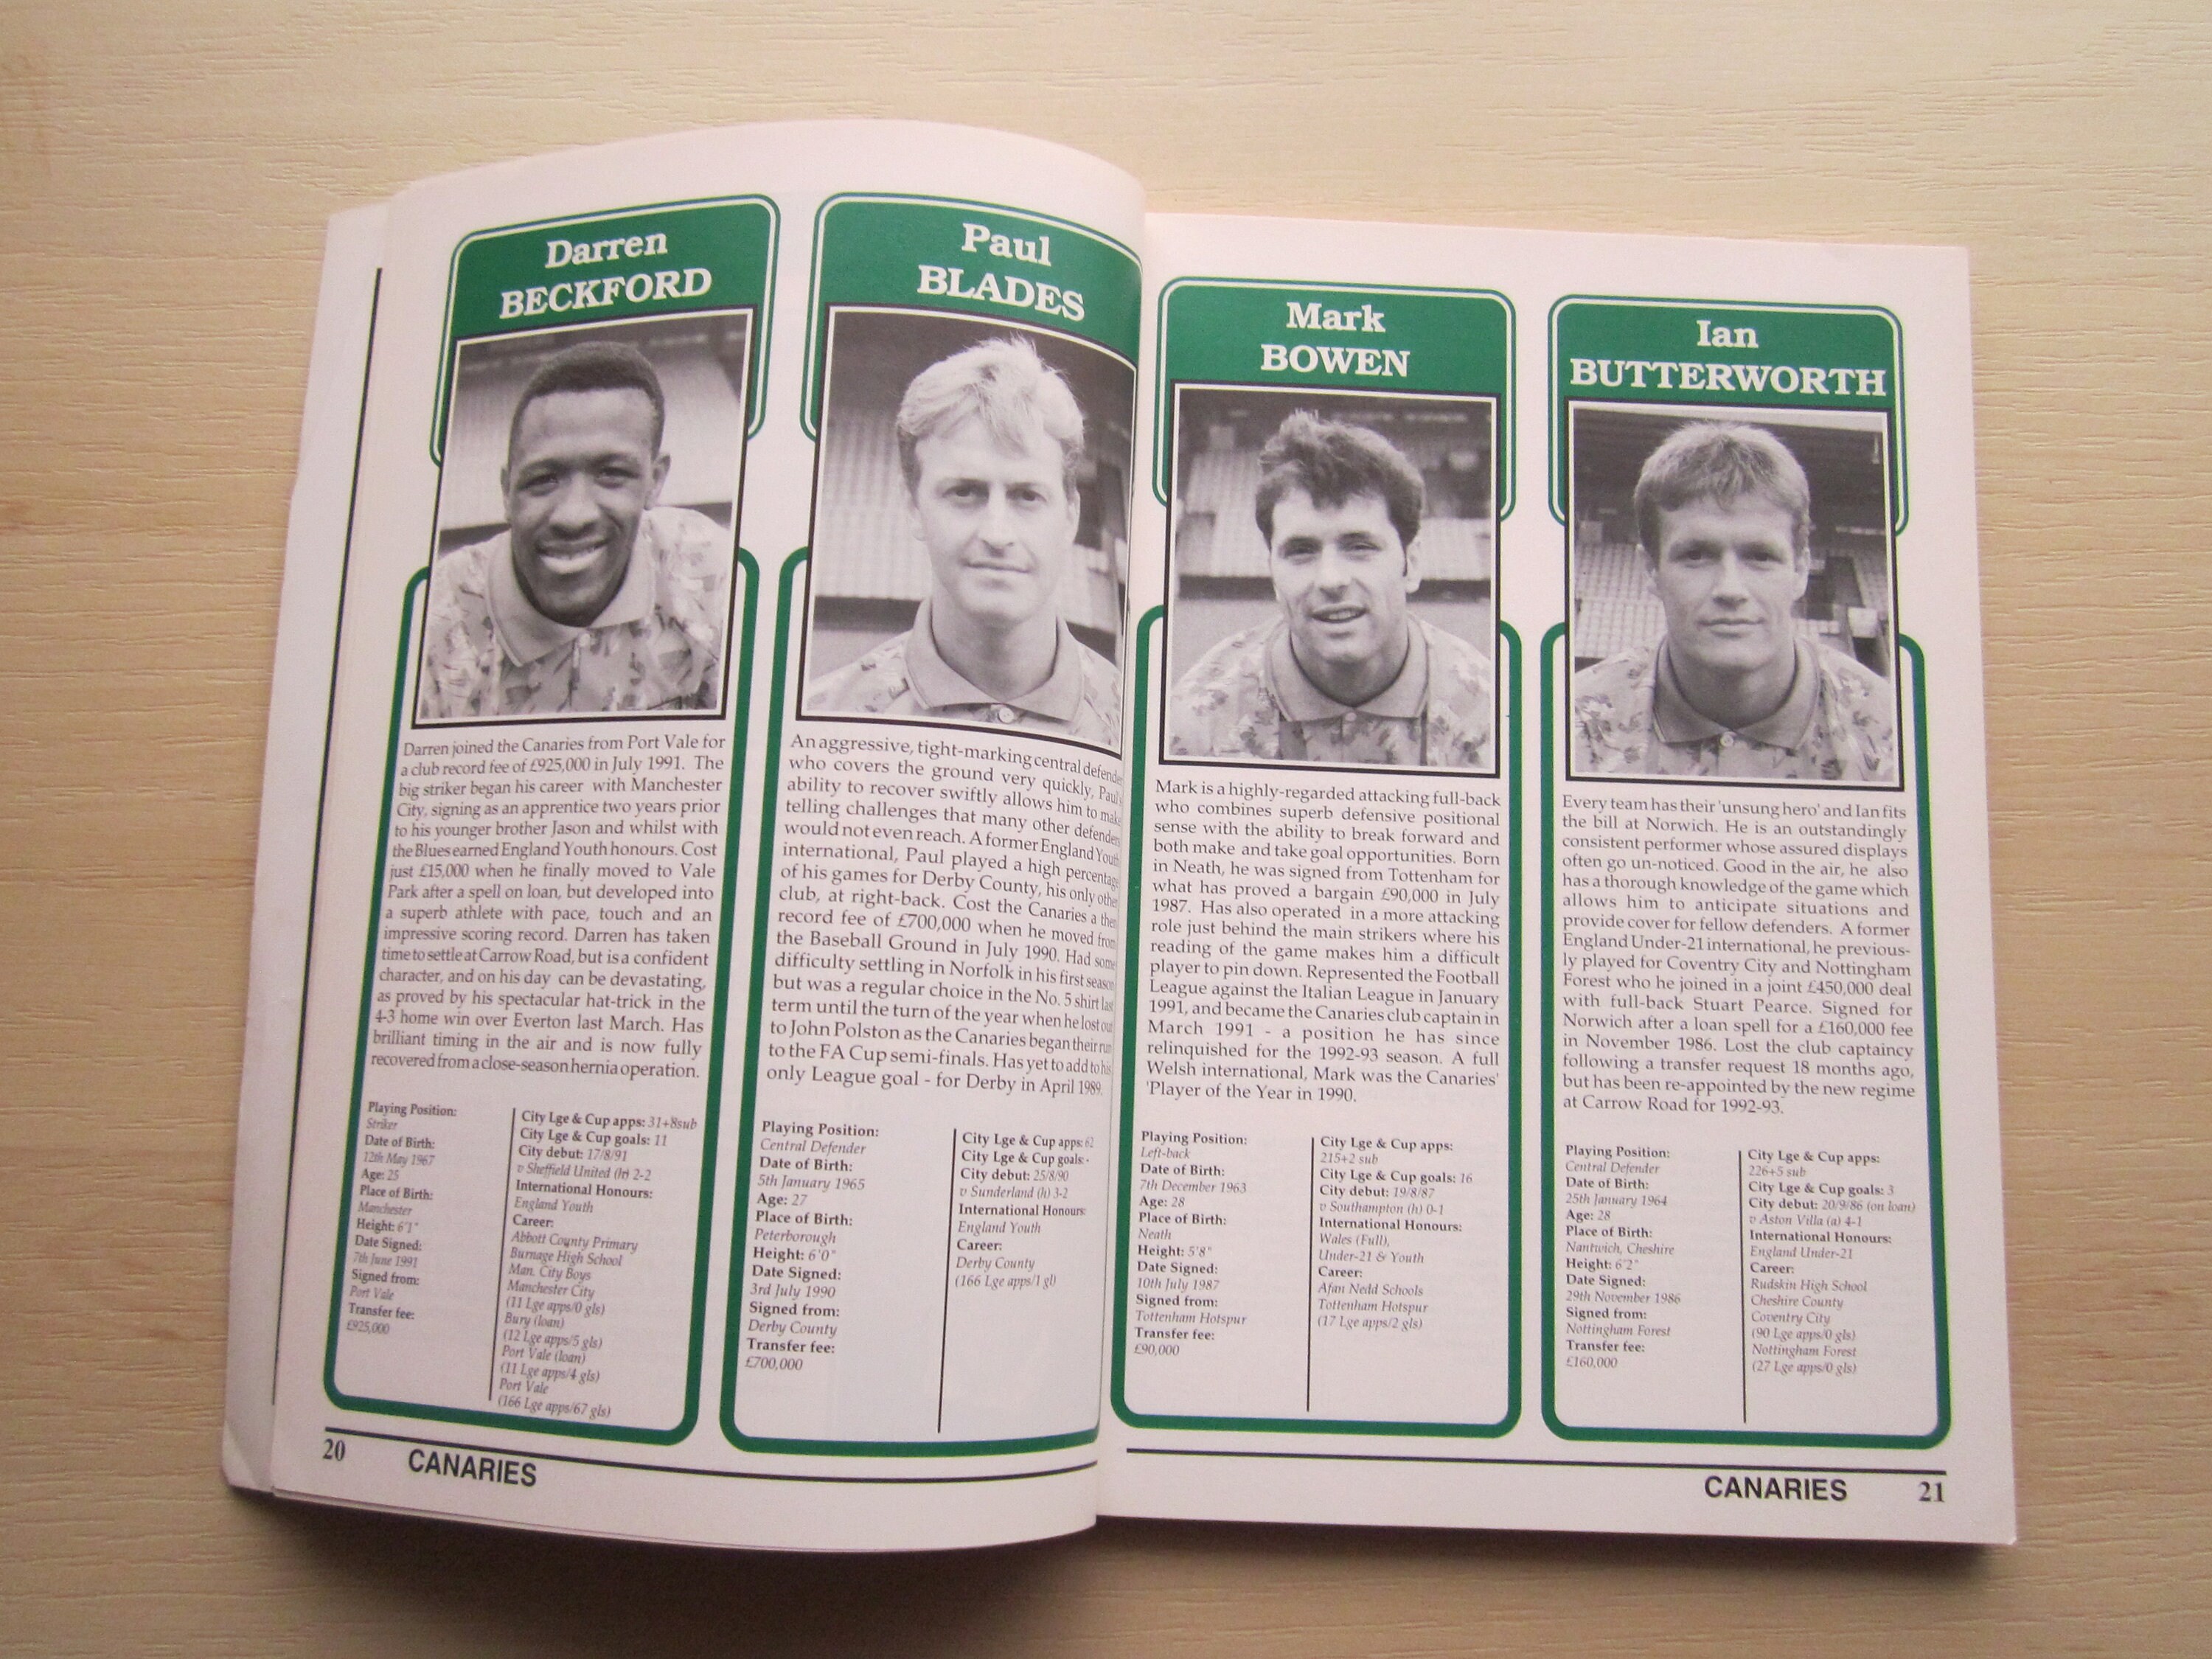 Darren
BECKFORD
Darren joined the Canaries from Port Vale for
a club record fee of £925,000 in July 1991. The
big striker began his career with Manchester
City, signing as an apprentice two years prior
to his younger brother Jason and whilst with
the Blues earned England Youth honours. Cost
just £15,000 when he finally moved to Vale
Park after a spell on loan, but developed into
a superb athlete with pace, touch and an
impressive scoring record. Darren has taken
time to settle at Carrow Road, but is a confident
character, and on his day can be devastating,
as proved by his spectacular hat-trick in the
4-3 home win over Everton last March. Has
brilliant timing in the air and is now fully
recovered from a close-season hernia operation.
Playing Position:
Striker
Date of Birth:
12th May 1967
Age: 25
Place of Birth:
Manchester
Height: 6'1"
Date Signed:
7th June 1991
Signed from:
Port Vale
Transfer fee:
£925,000
City Lge & Cup apps: 31+8sub
City Lge & Cup goals: 11
City debut: 17/8/91
v Sheffield United (h) 2-2
International Honours:
England Youth
Career:
Abbott County Primary
Burnage High School
Man. City Boys
Manchester City
(11 Lge apps/0 gls)
Bury (loan)
(12 Lge apps/5 gls)
Port Vale (loan)
(11 Lge apps/4 gls)
Port Vale
(166 Lge apps/67 gls)
Paul
BLADES
An aggressive, tight-marking central defende
who covers the ground very quickly, Paul's
ability to recover swiftly allows him to make
telling challenges that many other defenders
would not even reach. A former England Youth
international, Paul played a high percentage
of his games for Derby County, his only other
club, at right-back. Cost the Canaries a then
record fee of £700,000 when he moved from
the Baseball Ground in July 1990. Had some
difficulty settling in Norfolk in his first season
but was a regular choice in the No. 5 shirt last
term until the turn of the year when he lost out
to John Polston as the Canaries began their run
to the FA Cup semi-finals. Has yet to add to his
only League goal - for Derby in April 1989.
Playing Position:
Central Defender
Date of Birth:
5th January 1965
Age: 27
Place of Birth:
Peterborough
Height: 6'0"
Date Signed:
3rd July 1990
Signed from:
Derby County
Transfer fee:
£700,000
City Lge & Cup apps: 62
City Lge & Cup goals: -
City debut: 25/8/90
v Sunderland (h) 3-2
International Honours:
England Youth
Career:
Derby County
(166 Lge apps/1 gl)
20 CANARIES
Mark
BOWEN
Mark is a highly-regarded attacking full-back
who combines superb defensive positional
sense with the ability to break forward and
both make and take goal opportunities. Born
in Neath, he was signed from Tottenham for
what has proved a bargain £90,000 in July
1987. Has also operated in a more attacking
role just behind the main strikers where his
reading of the game makes him a difficult
player to pin down. Represented the Football
League against the Italian League in January
1991, and became the Canaries club captain in
March 1991 - a position he has since
relinquished for the 1992-93 season. A full
Welsh international, Mark was the Canaries'
'Player of the Year in 1990.
Playing Position:
Left-back
Date of Birth:
7th December 1963
Age: 28
Place of Birth:
Neath
Height: 5'8"
Date Signed:
10th July 1987
Signed from:
Tottenham Hotspur
Transfer fee:
£90,000
City Lge & Cup apps:
215+2 sub
City Lge & Cup goals: 16
City debut: 19/8/87
v Southampton (h) 0-1
International Honours:
Wales (Full),
Under-21 & Youth
Career:
Afan Nedd Schools
Tottenham Hotspur
(17 Lge apps/2 gls)
Ian
BUTTERWORTH
Every team has their 'unsung hero' and Ian fits
the bill at Norwich. He is an outstandingly
consistent performer whose assured displays
often go un-noticed. Good in the air, he also
has a thorough knowledge of the game which
allows him to anticipate situations and
provide cover for fellow defenders. A former
England Under-21 international, he previous-
ly played for Coventry City and Nottingham
Forest who he joined in a joint £450,000 deal
with full-back Stuart Pearce. Signed for
Norwich after a loan spell for a £160,000 fee
in November 1986. Lost the club captaincy
following a transfer request 18 months ago,
but has been re-appointed by the new regime
at Carrow Road for 1992-93.
Playing Position:
Central Defender
Date of Birth:
25th January 1964
Age: 28
Place of Birth:
Nantwich, Cheshire
Height: 6'2"
Date Signed:
29th November 1986
Signed from:
Nottingham Forest
Transfer fee:
£160,000
City Lge & Cup apps:
226+5 sub
City Lge & Cup goals: 3
City debut: 20/9/86 (on loan)
v Aston Villa (a) 4-1
International Honours:
England Under-21
Career:
Rudskin High School
Cheshire County
Coventry City
(90 Lge apps/0 gls)
Nottingham Forest
(27 Lge apps/0 gls)
CANARIES 21